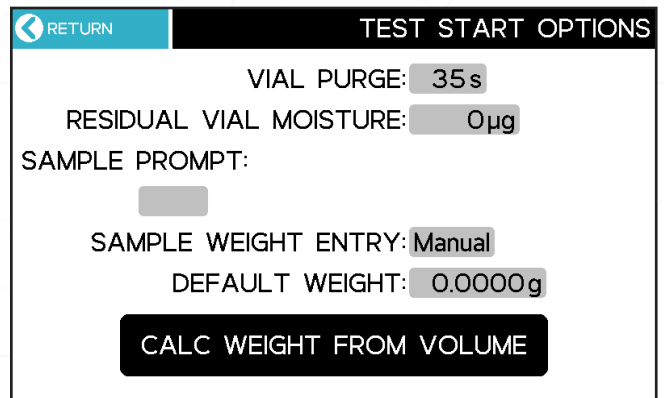 RETURN TEST START OPTIONS
VIAL PURGE: 35s
RESIDUAL VIAL MOISTURE: 0µg
SAMPLE PROMPT:
SAMPLE WEIGHT ENTRY: Manual
DEFAULT WEIGHT: 0.0000g
CALC WEIGHT FROM VOLUME